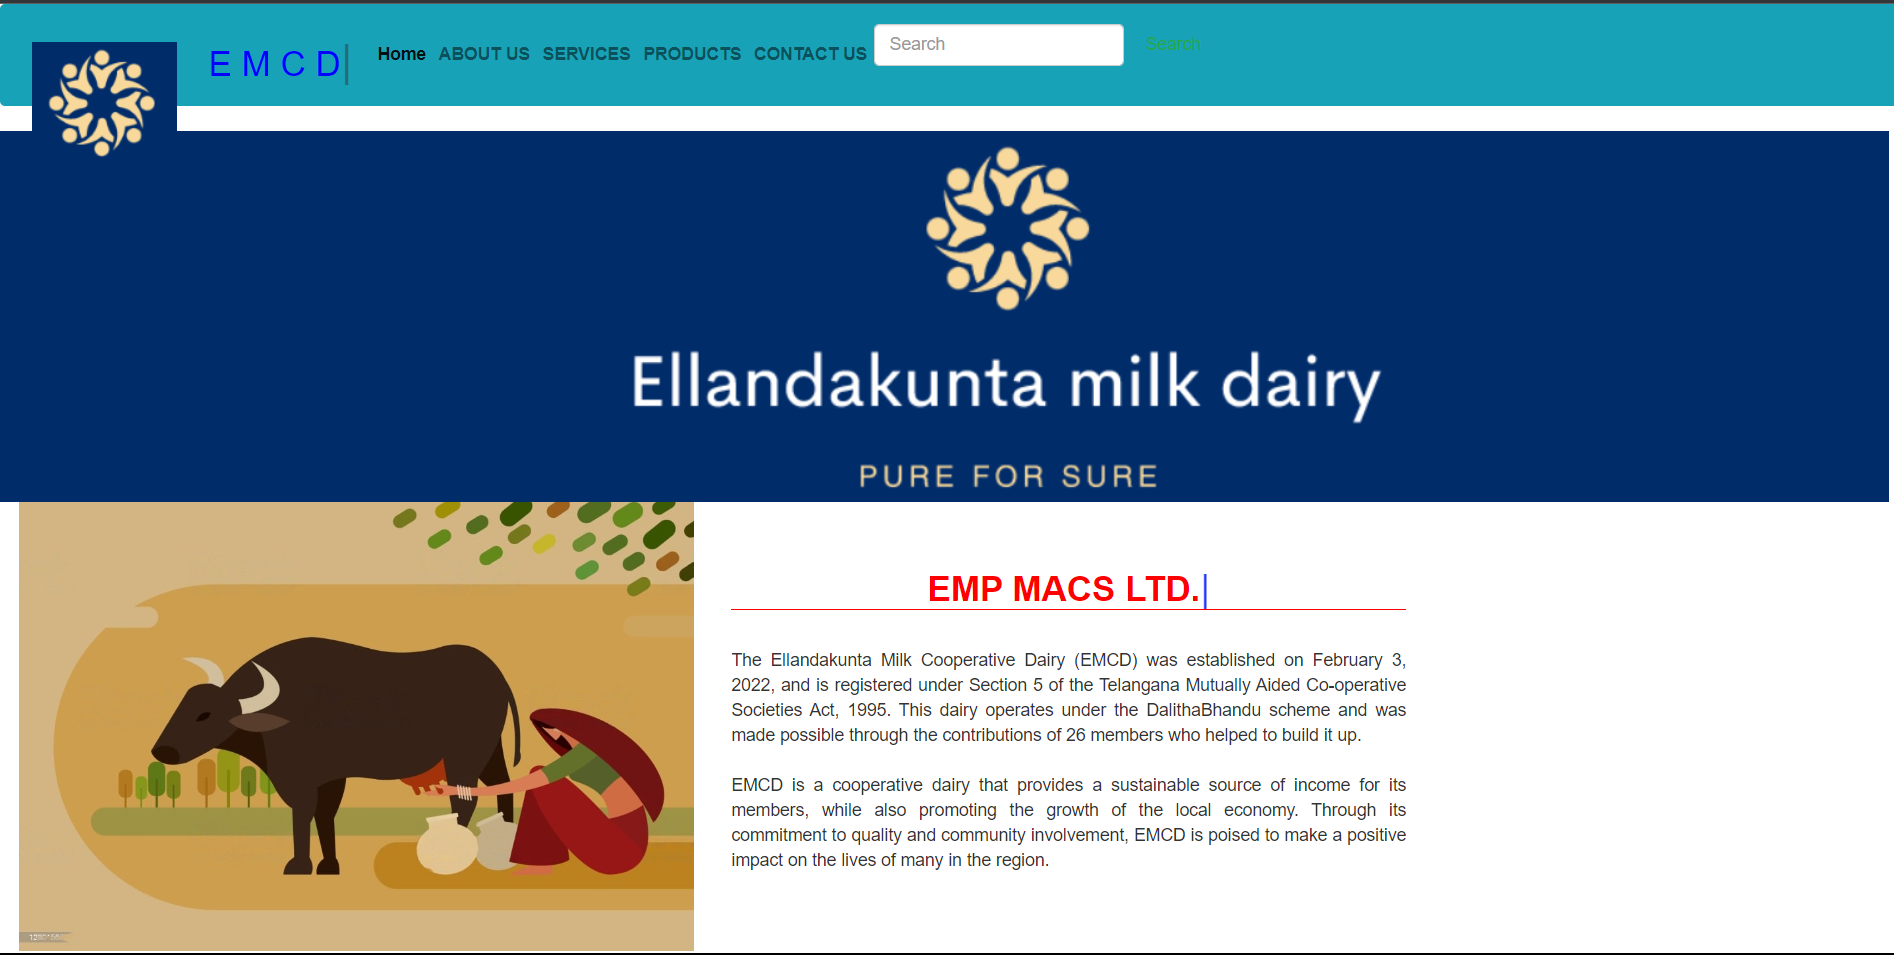 E M C D
Home ABOUT US SERVICES PRODUCTS CONTACT US Search Search
Ellandakunta milk dairy
PURE FOR SURE
EMP MACS LTD.
The Ellandakunta Milk Cooperative Dairy (EMCD) was established on February 3,
2022, and is registered under Section 5 of the Telangana Mutually Aided Co-operative
Societies Act, 1995. This dairy operates under the DalithaBhandu scheme and was
made possible through the contributions of 26 members who helped to build it up.
EMCD is a cooperative dairy that provides a sustainable source of income for its
members, while also promoting the growth of the local economy. Through its
commitment to quality and community involvement, EMCD is poised to make a positive
impact on the lives of many in the region.